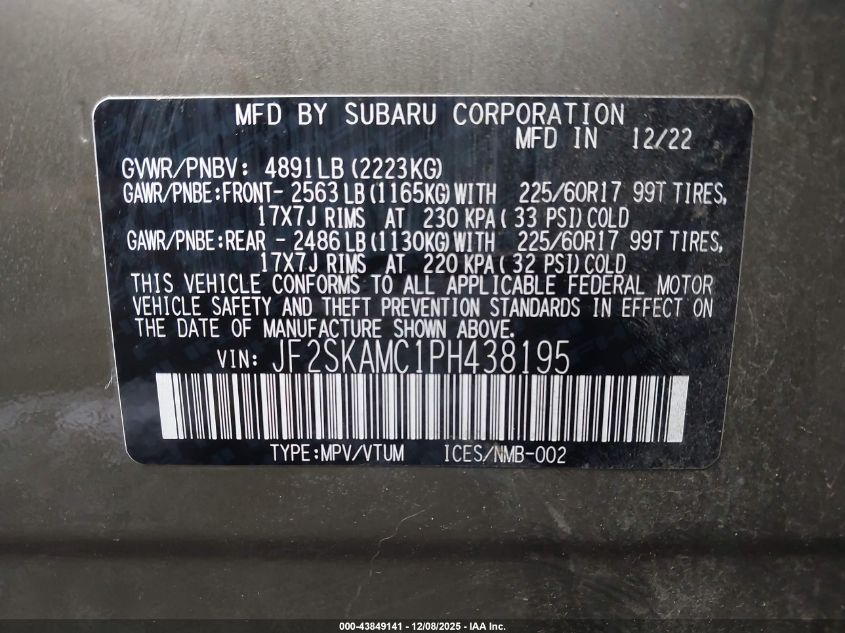 MFD BY SUBARU CORPORATION
MFD IN 12/22
GVWR/PNBV: 4891LB (2223KG)
GAWR/PNBE:FRONT- 2563 LB (1165KG)WITH 225/60R17 99T TIRES,
17X7J RIMS AT 230 KPA( 33 PSI)COLD
GAWR/PNBE:REAR - 2486 LB (1130KG)WITH 225/60R17 99T TIRES,
17X7J RIMS AT 220 KPA( 32 PSI)COLD
THIS VEHICLE CONFORMS TO ALL APPLICABLE FEDERAL MOTOR
VEHICLE SAFETY AND THEFT PREVENTION STANDARDS IN EFFECT ON
THE DATE OF MANUFACTURE SHOWN ABOVE.
VIN: JF2SKAMC1PH438195
TYPE:MPV/VTUM ICES/NMB-002
000-43849141 - 12/08/2025 - IAA Inc.